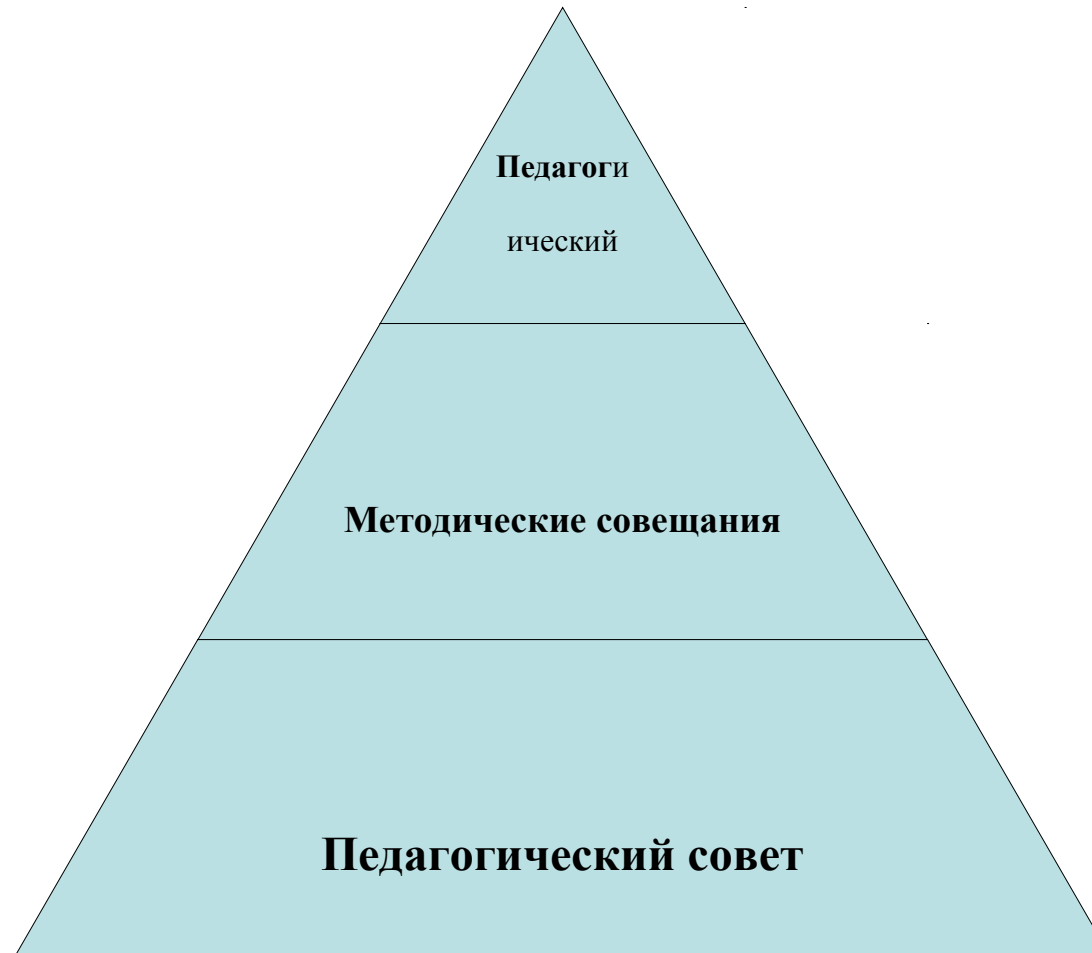 Педагоги
ический
Методические совещания
Педагогический совет